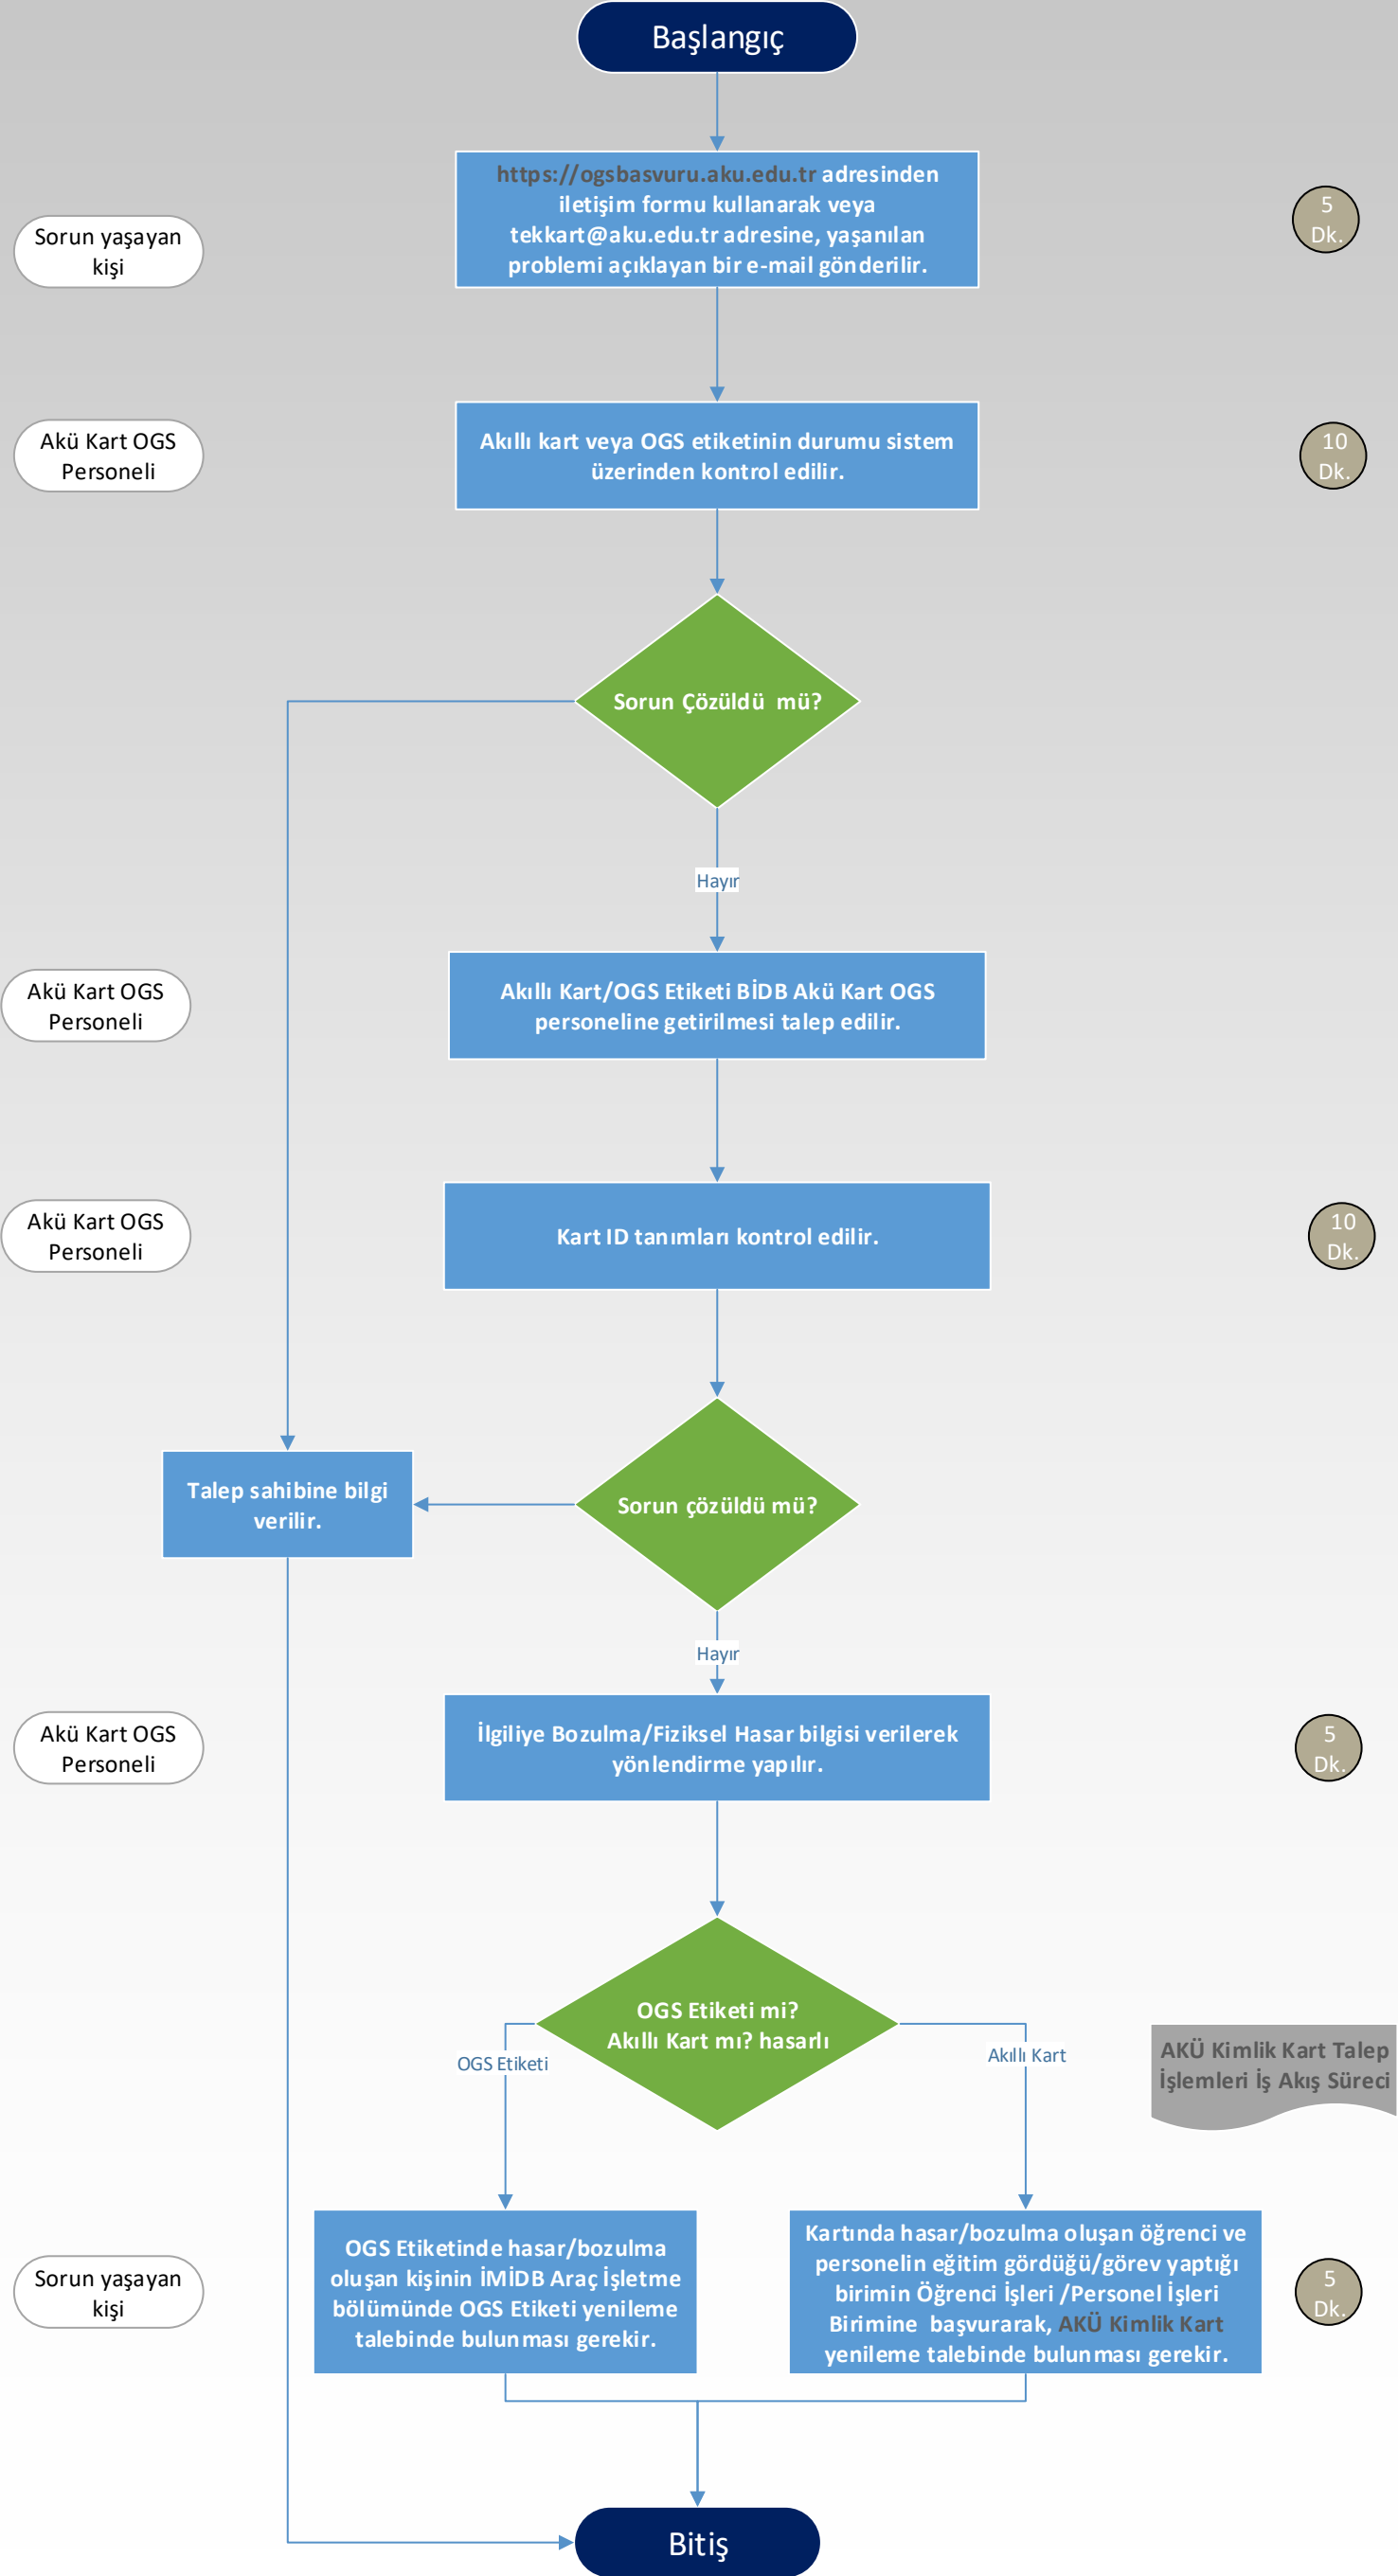 Başlangıç
https://ogsbasvuru.aku.edu.tr adresinden
iletişim formu kullanarak veya
tekkart@aku.edu.tr adresine, yaşanılan
problemi açıklayan bir e-mail gönderilir.
Sorun yaşayan
kişi
5
Dk.
Akü Kart OGS
Personeli
Akıllı kart veya OGS etiketinin durumu sistem
üzerinden kontrol edilir.
10
Dk.
Sorun Çözüldü  mü?
Hayır
Akü Kart OGS
Personeli
Akıllı Kart/OGS Etiketi BİDB Akü Kart OGS
personeline getirilmesi talep edilir.
Akü Kart OGS
Personeli
Kart ID tanımları kontrol edilir.
10
Dk.
Talep sahibine bilgi
verilir.
Sorun çözüldü mü?
Hayır
Akü Kart OGS
Personeli
İlgiliye Bozulma/Fiziksel Hasar bilgisi verilerek
yönlendirme yapılır.
5
Dk.
OGS Etiketi mi?
Akıllı Kart mı? hasarlı
OGS Etiketi
Akıllı Kart
AKÜ Kimlik Kart Talep
İşlemleri İş Akış Süreci
Sorun yaşayan
kişi
OGS Etiketinde hasar/bozulma
oluşan kişinin İMİDB Araç İşletme
bölümünde OGS Etiketi yenileme
talebinde bulunması gerekir.
Kartında hasar/bozulma oluşan öğrenci ve
personelin eğitim gördüğü/görev yaptığı
birimin Öğrenci İşleri /Personel İşleri
Birimine  başvurarak, AKÜ Kimlik Kart
yenileme talebinde bulunması gerekir.
5
Dk.
Bitiş